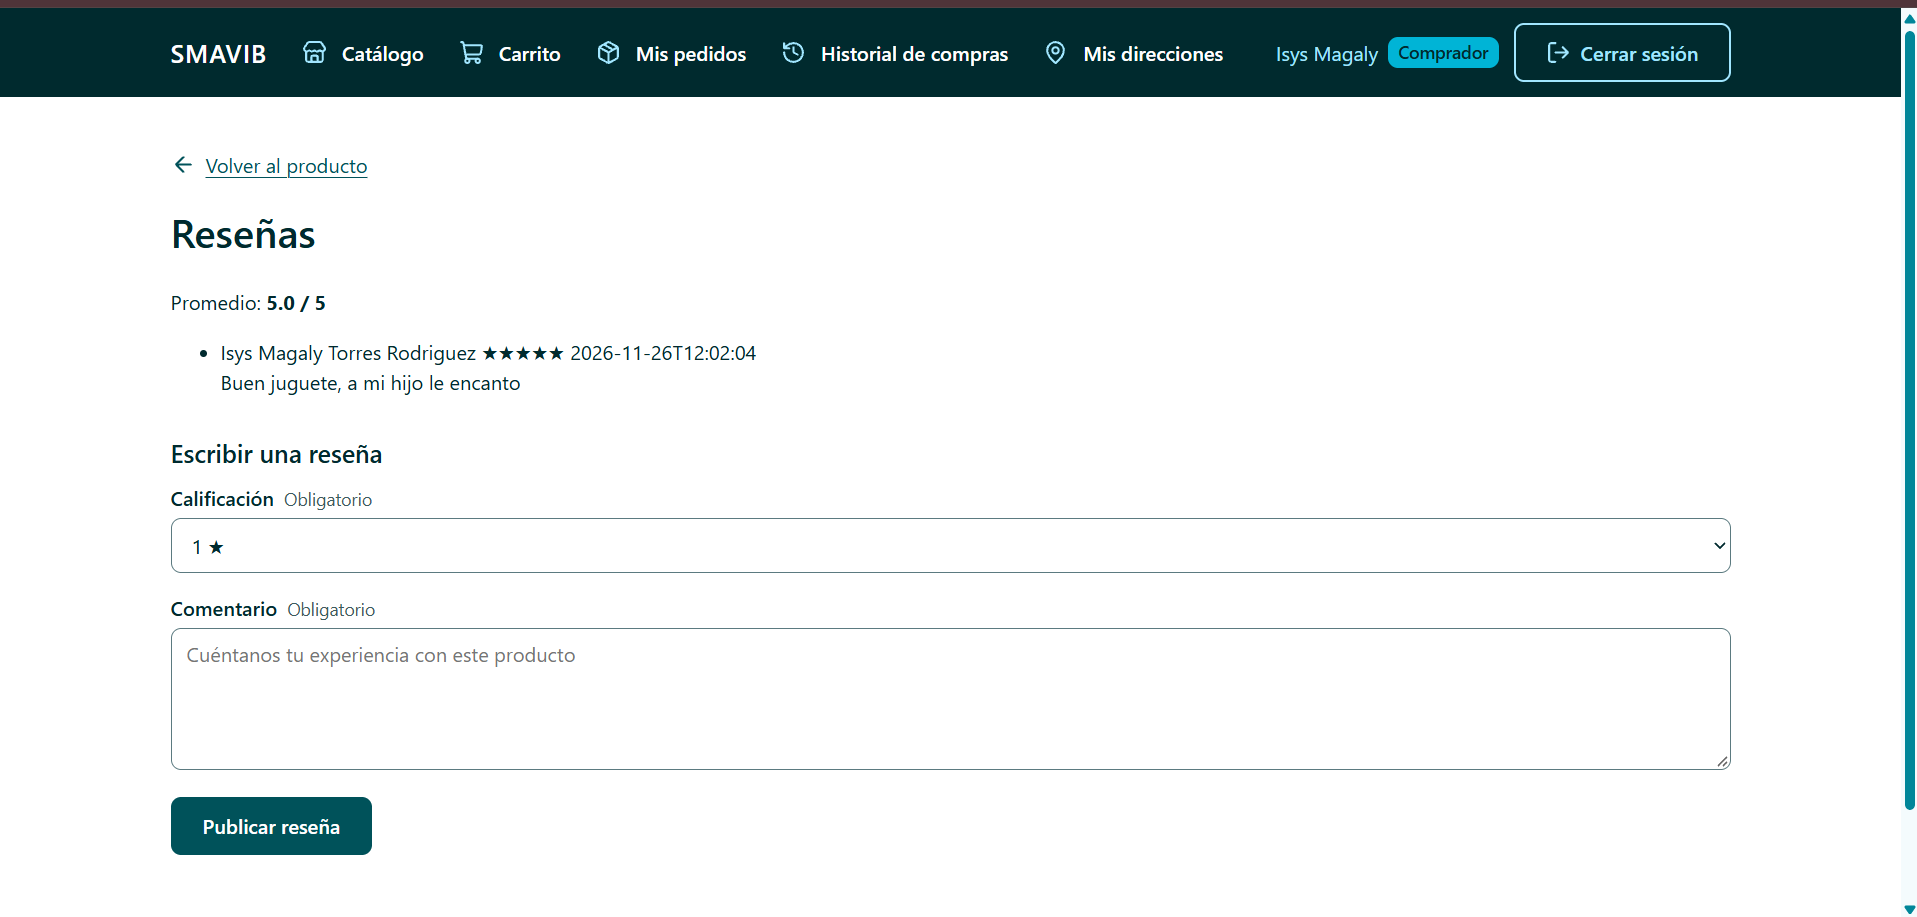 SMAVIB Catálogo Carrito Mis pedidos Historial de compras Mis direcciones Isys Magaly Comprador Cerrar sesión
Volver al producto
Reseñas
Promedio: 5.0 / 5
• Isys Magaly Torres Rodriguez ★★★★★ 2026-11-26T12:02:04
Buen juguete, a mi hijo le encanto
Escribir una reseña
Calificación Obligatorio
1 ★
Comentario Obligatorio
Cuéntanos tu experiencia con este producto
Publicar reseña